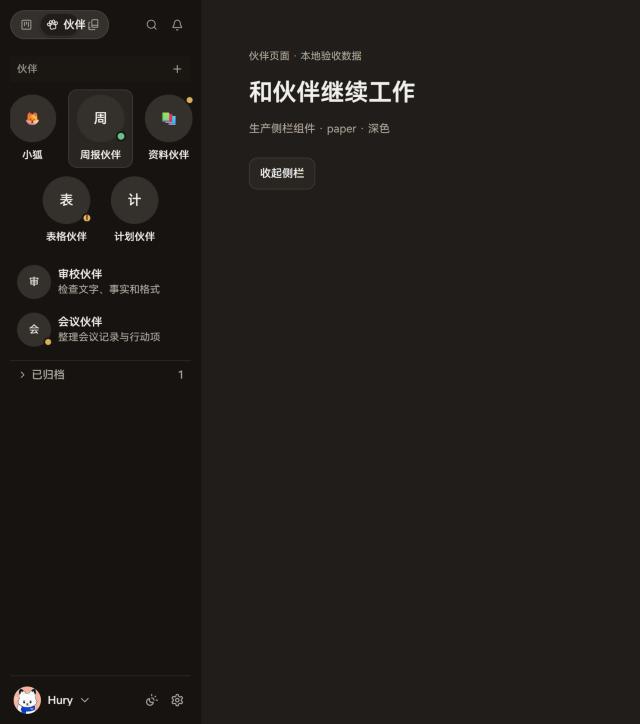 伙伴
伙伴
小狐
周
周报伙伴
资料伙伴
表
表格伙伴
计
计划伙伴
审
审校伙伴
检查文字、事实和格式
会
会议伙伴
整理会议记录与行动项
已归档 1
Hury
伙伴页面 · 本地验收数据
和伙伴继续工作
生产侧栏组件 · paper · 深色
收起侧栏